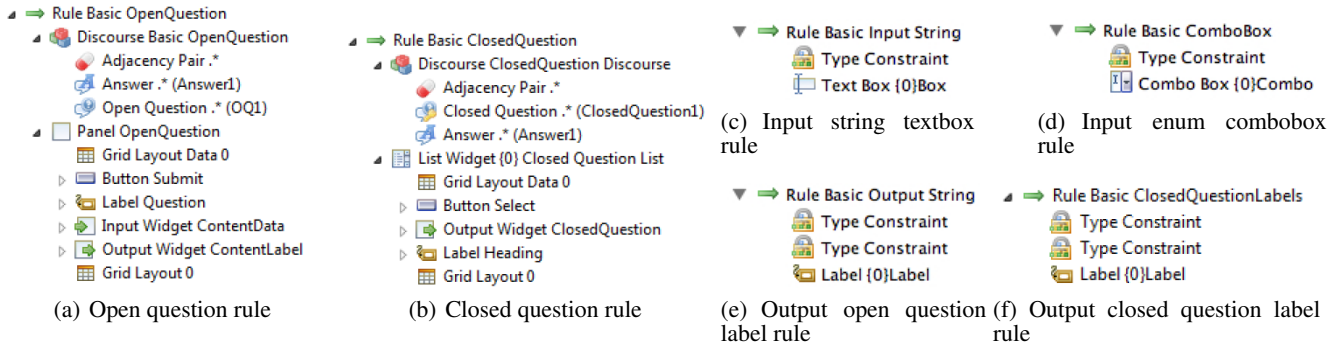 Rule Basic OpenQuestion
Discourse Basic OpenQuestion
Adjacency Pair .*
Answer .* (Answer1)
Open Question .* (OQ1)
Panel OpenQuestion
Grid Layout Data 0
Button Submit
Label Question
Input Widget ContentData
Output Widget ContentLabel
Grid Layout 0
(a) Open question rule
Rule Basic ClosedQuestion
Discourse ClosedQuestion Discourse
Adjacency Pair .*
Closed Question .* (ClosedQuestion1)
Answer .* (Answer1)
List Widget {0} Closed Question List
Grid Layout Data 0
Button Select
Output Widget ClosedQuestion
Label Heading
Grid Layout 0
(b) Closed question rule
Rule Basic Input String
Type Constraint
Text Box {0}Box
(c) Input string textbox
rule
Rule Basic ComboBox
Type Constraint
Combo Box {0}Combo
(d) Input enum combobox
rule
Rule Basic Output String
Type Constraint
Type Constraint
Label {0}Label
(e) Output open question
label rule
Rule Basic ClosedQuestionLabels
Type Constraint
Type Constraint
Label {0}Label
(f) Output closed question label
rule